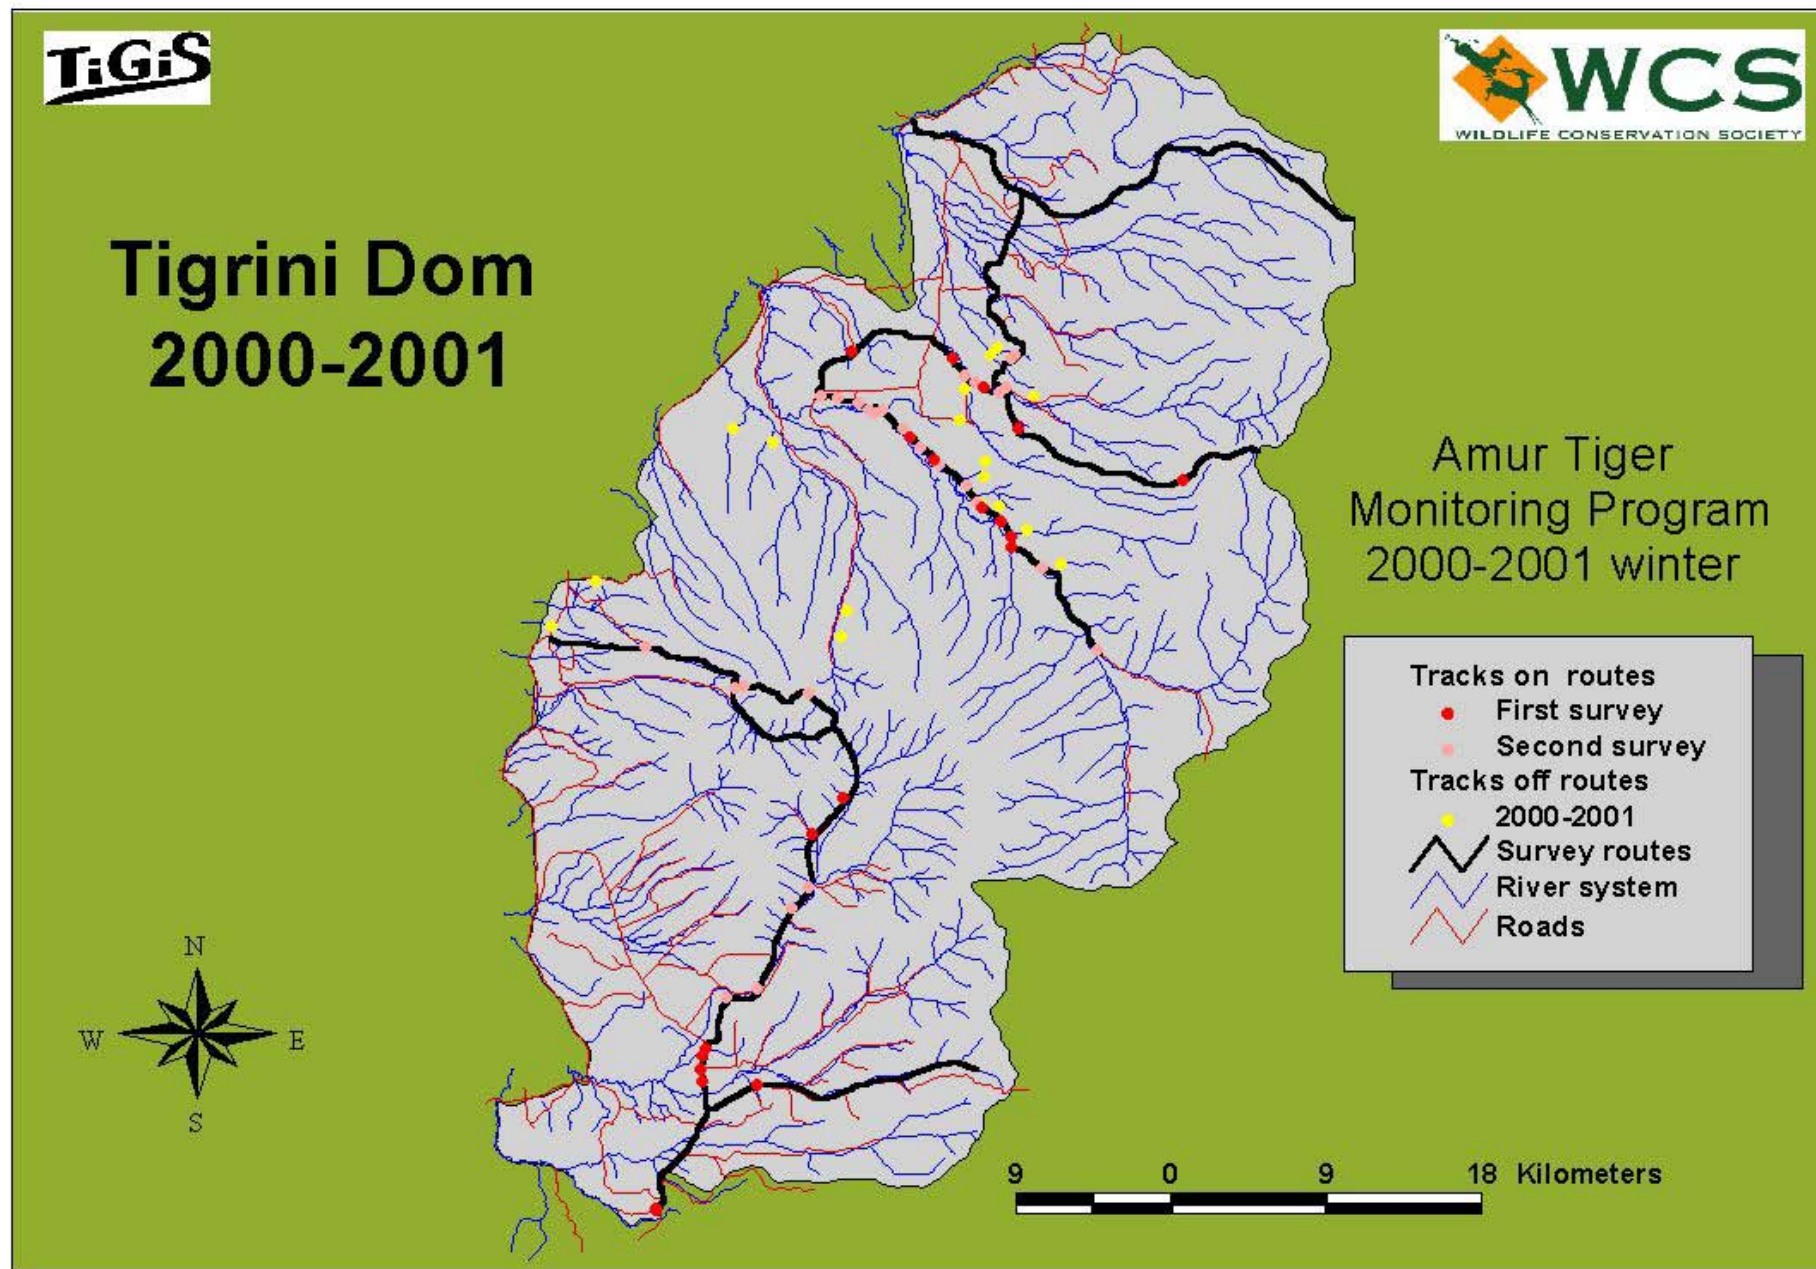 TiGiS
WCS
WILDLIFE CONSERVATION SOCIETY
Tigrini Dom
2000-2001
Amur Tiger
Monitoring Program
2000-2001 winter
Tracks on routes
First survey
Second survey
Tracks off routes
2000-2001
Survey routes
River system
Roads
N
W E
S
9 0 9 18 Kilometers